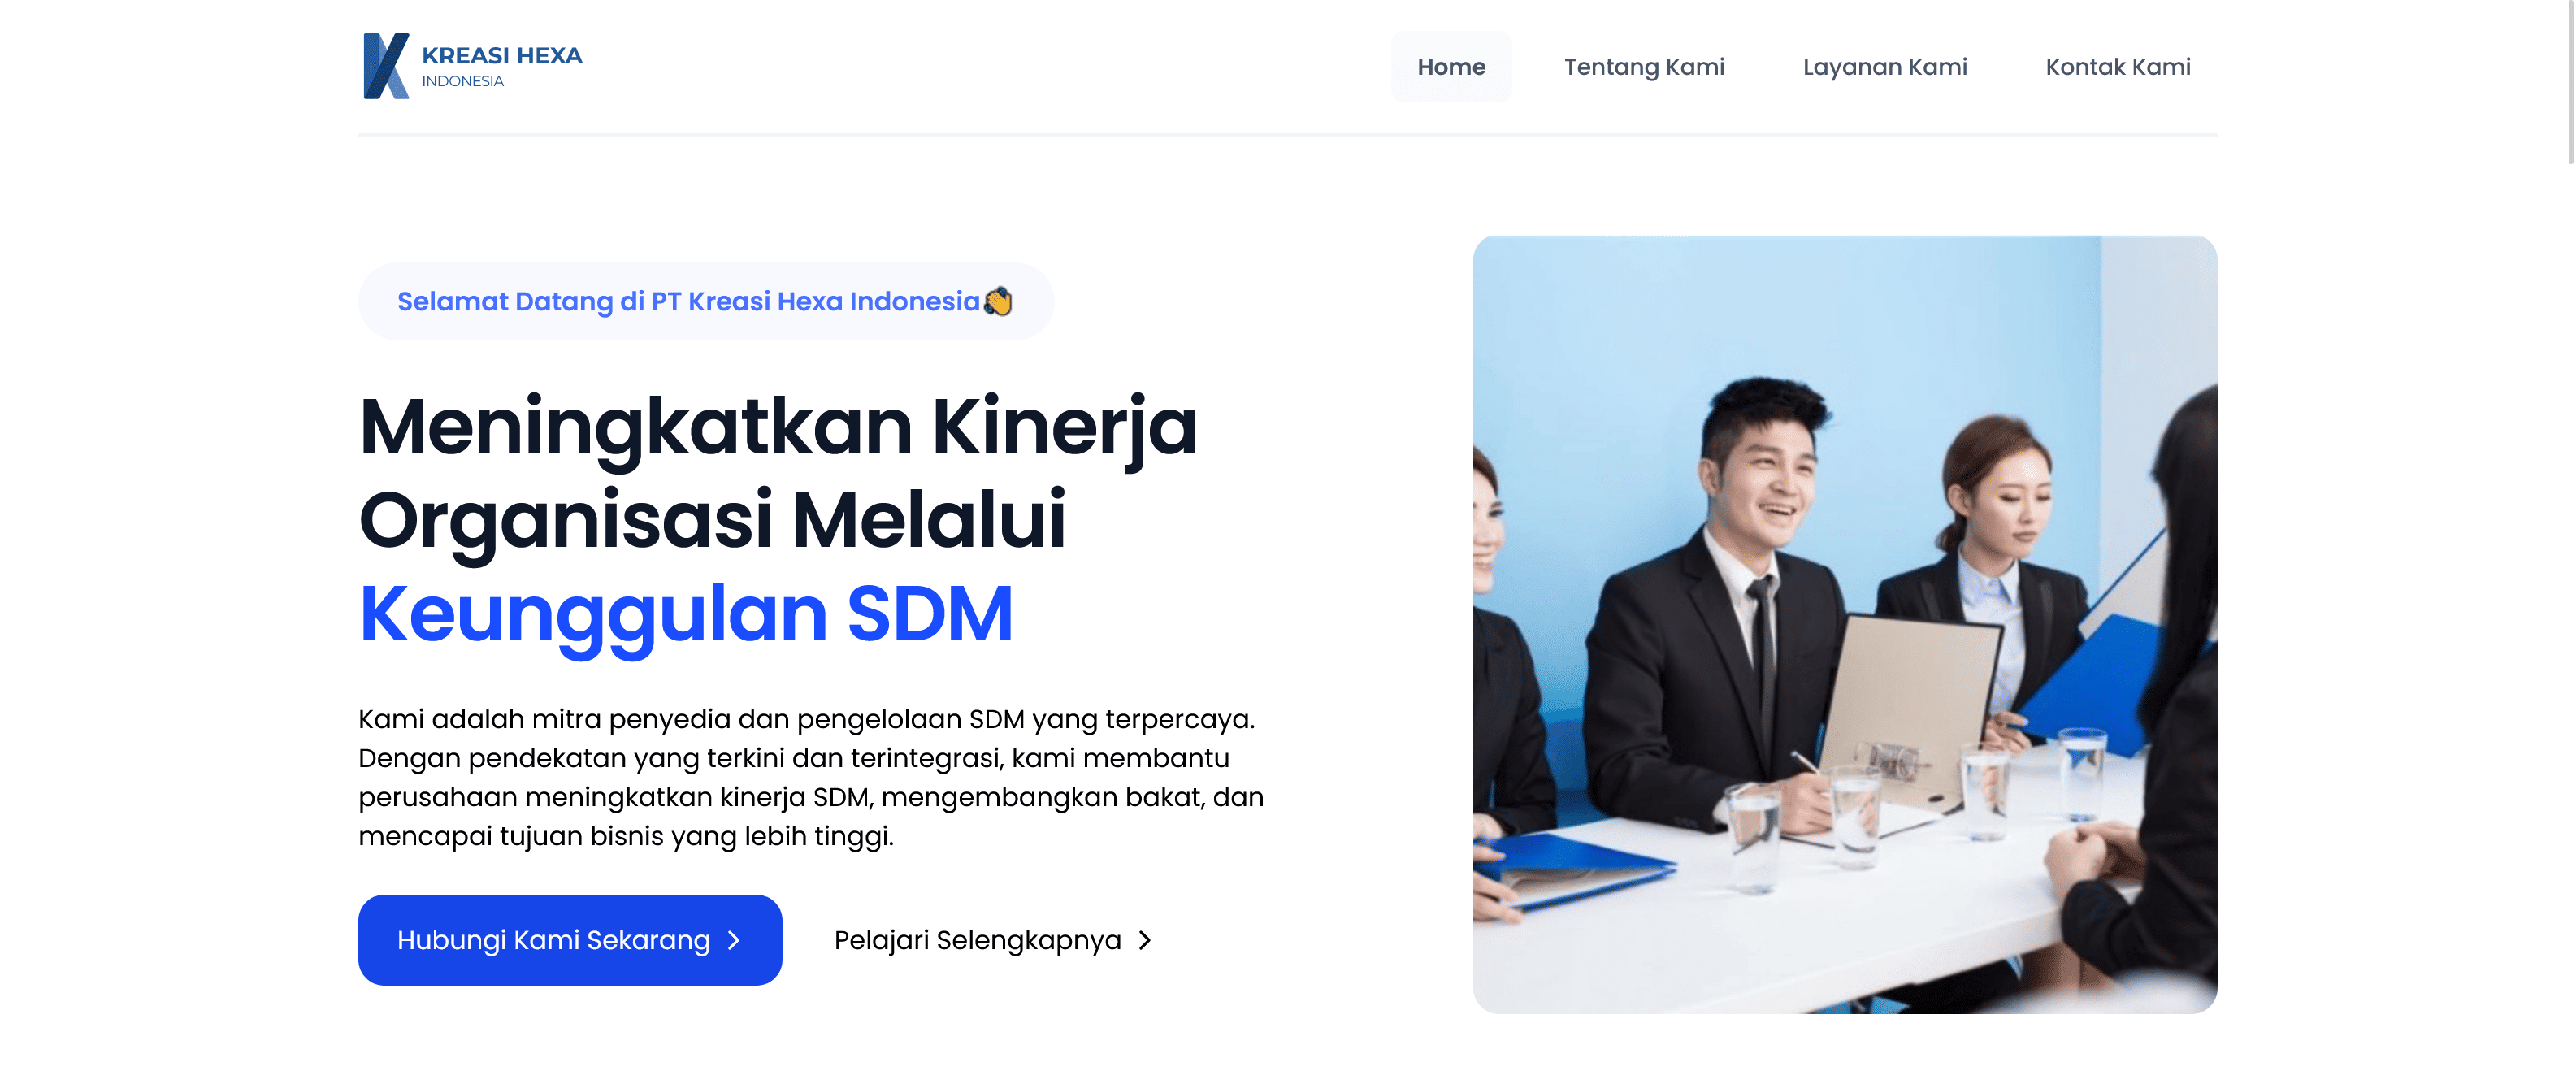 KREASI HEXA
INDONESIA
Home
Tentang Kami
Layanan Kami
Kontak Kami
Selamat Datang di PT Kreasi Hexa Indonesia👏
Meningkatkan Kinerja
Organisasi Melalui
Keunggulan SDM
Kami adalah mitra penyedia dan pengelolaan SDM yang terpercaya.
Dengan pendekatan yang terkini dan terintegrasi, kami membantu
perusahaan meningkatkan kinerja SDM, mengembangkan bakat, dan
mencapai tujuan bisnis yang lebih tinggi.
Hubungi Kami Sekarang
Pelajari Selengkapnya